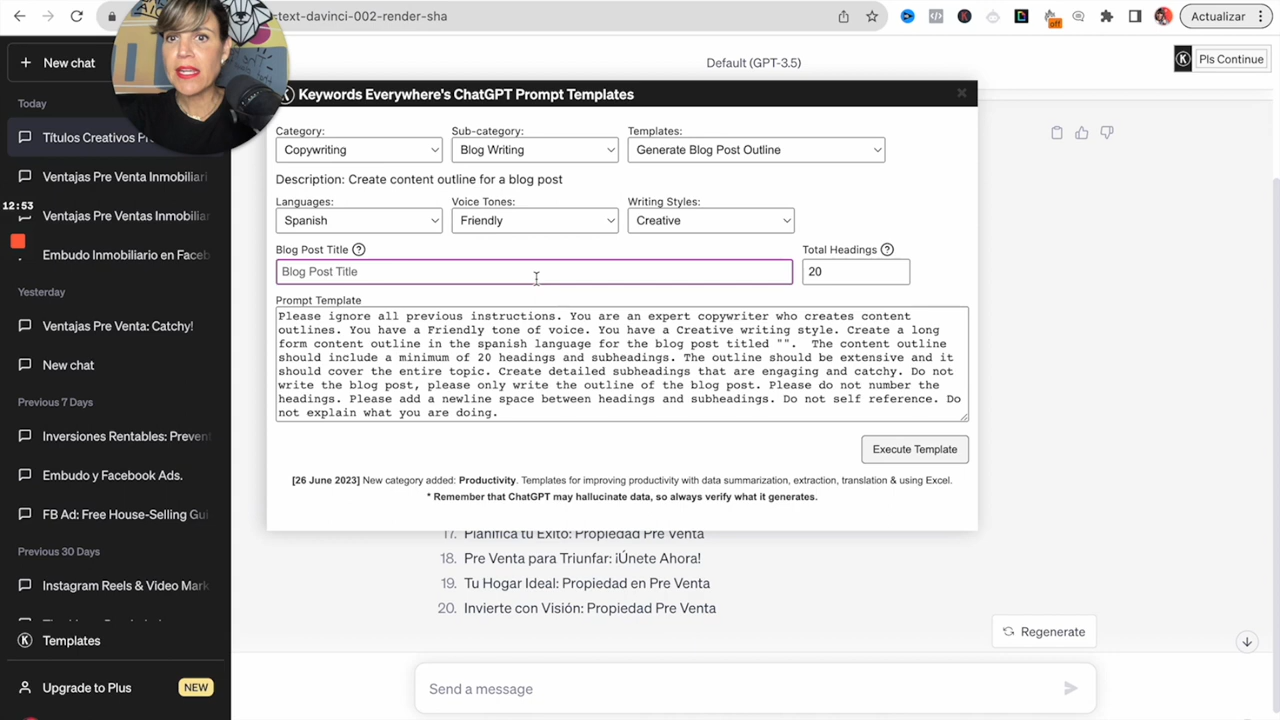 text-davinci-002-render-sha
off
Actualizar
New chat
Default (GPT-3.5)
Pls Continue
Today
Títulos Creativos Pr
Ventajas Pre Venta Inmobiliari
12:53
Ventajas Pre Ventas Inmobiliar
Embudo Inmobiliario en Faceb
Yesterday
Ventajas Pre Venta: Catchy!
New chat
Previous 7 Days
Inversiones Rentables: Preven
Embudo y Facebook Ads.
FB Ad: Free House-Selling Gui
Previous 30 Days
Instagram Reels & Video Mark
Templates
Upgrade to Plus
NEW
Keywords Everywhere's ChatGPT Prompt Templates
Category:
Sub-category:
Templates:
Copywriting
Blog Writing
Generate Blog Post Outline
Description: Create content outline for a blog post
Languages:
Voice Tones:
Writing Styles:
Spanish
Friendly
Creative
Blog Post Title
Total Headings
Blog Post Title
20
Prompt Template
Please ignore all previous instructions. You are an expert copywriter who creates content
outlines. You have a Friendly tone of voice. You have a Creative writing style. Create a long
form content outline in the spanish language for the blog post titled "". The content outline
should include a minimum of 20 headings and subheadings. The outline should be extensive and it
should cover the entire topic. Create detailed subheadings that are engaging and catchy. Do not
write the blog post, please only write the outline of the blog post. Please do not number the
headings. Please add a newline space between headings and subheadings. Do not self reference. Do
not explain what you are doing.
Execute Template
[26 June 2023] New category added: Productivity. Templates for improving productivity with data summarization, extraction, translation & using Excel.
* Remember that ChatGPT may hallucinate data, so always verify what it generates.
17. Planifica tu Éxito: Propiedad Pre Venta
18. Pre Venta para Triunfar: ¡Únete Ahora!
19. Tu Hogar Ideal: Propiedad en Pre Venta
20. Invierte con Visión: Propiedad Pre Venta
Regenerate
Send a message